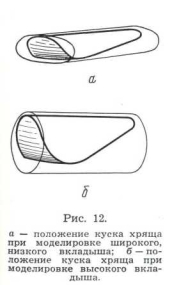 а
б
Рис. 12.
а — положение куска хряща
при моделировке широкого,
низкого вкладыша; б — по-
ложение куска хряща при
моделировке высокого вкла-
дыша.